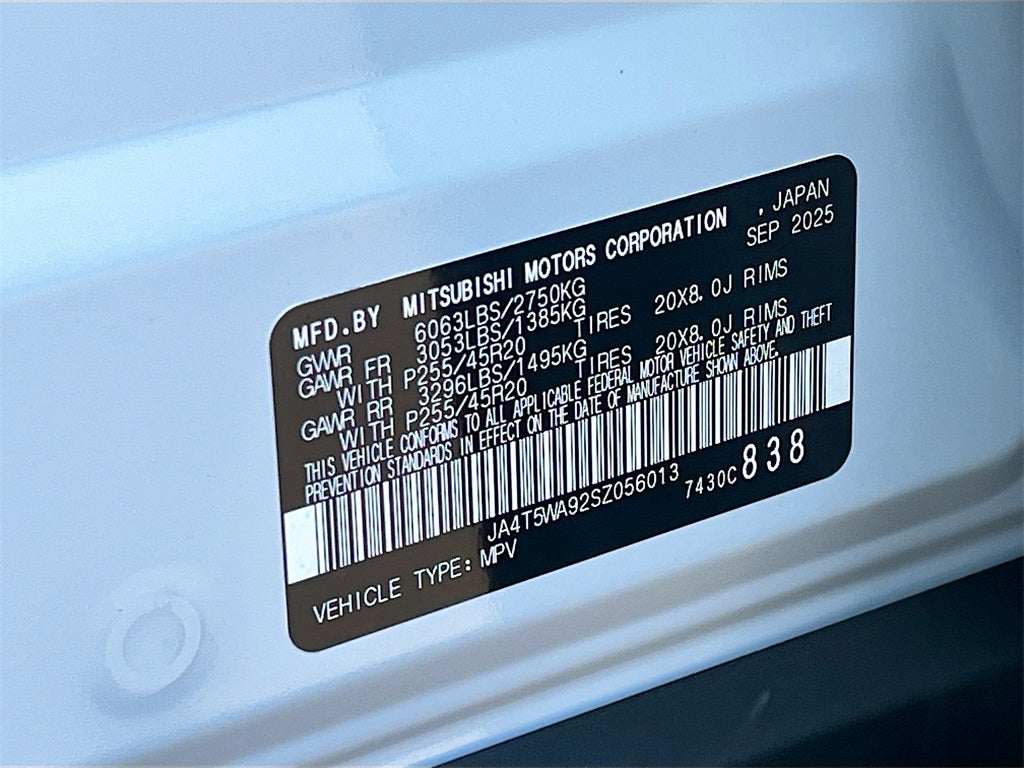 MFD.BY MITSUBISHI MOTORS CORPORATION , JAPAN
SEP 2025
GVWR 6063LBS/2750KG
GAWR FR 3053LBS/1385KG
WITH P255/45R20 TIRES 20X8.0J RIMS
GAWR RR 3296LBS/1495KG
WITH P255/45R20 TIRES 20X8.0J RIMS
THIS VEHICLE CONFORMS TO ALL APPLICABLE FEDERAL MOTOR VEHICLE SAFETY AND THEFT
PREVENTION STANDARDS IN EFFECT ON THE DATE OF MANUFACTURE SHOWN ABOVE.
JA4T5WA92SZ056013 7430C 838
VEHICLE TYPE: MPV